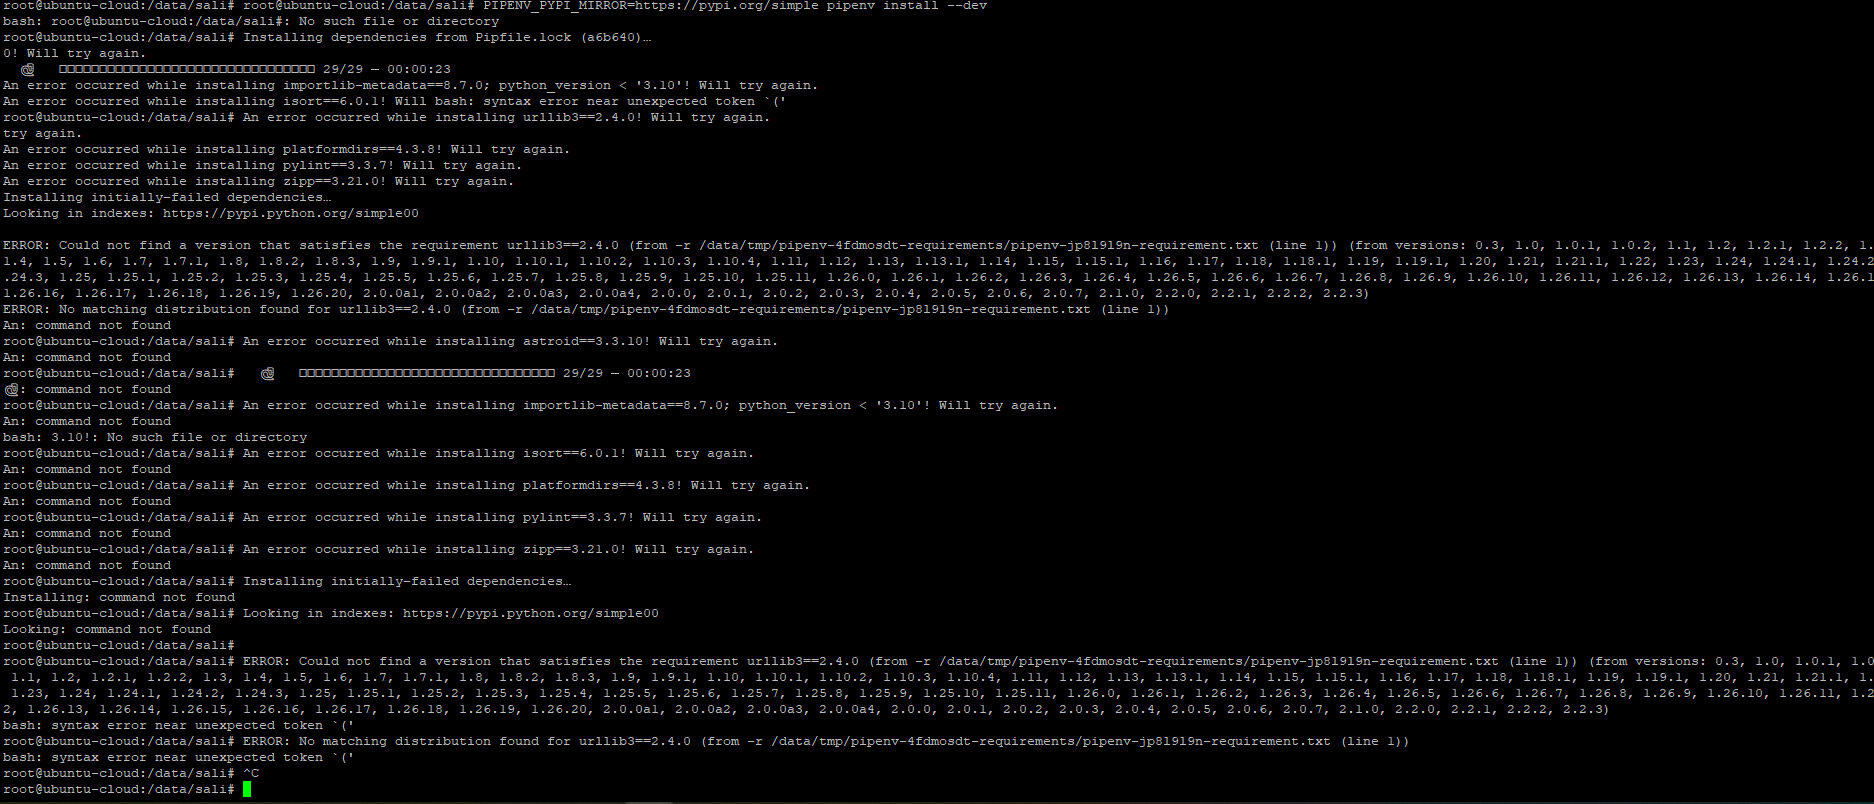 root@ubuntu-cloud:/data/sali# root@ubuntu-cloud:/data/sali# PIPENV_PYPI_MIRROR=https://pypi.org/simple pipenv install --dev
bash: root@ubuntu-cloud:/data/sali#: No such file or directory
root@ubuntu-cloud:/data/sali# Installing dependencies from Pipfile.lock (a6b640)…
0! Will try again.
29/29 — 00:00:23
An error occurred while installing importlib-metadata==8.7.0; python_version < '3.10'! Will try again.
An error occurred while installing isort==6.0.1! Will bash: syntax error near unexpected token `('
root@ubuntu-cloud:/data/sali# An error occurred while installing urllib3==2.4.0! Will try again.
try again.
An error occurred while installing platformdirs==4.3.8! Will try again.
An error occurred while installing pylint==3.3.7! Will try again.
An error occurred while installing zipp==3.21.0! Will try again.
Installing initially-failed dependencies…
Looking in indexes: https://pypi.python.org/simple00
ERROR: Could not find a version that satisfies the requirement urllib3==2.4.0 (from -r /data/tmp/pipenv-4fdmosdt-requirements/pipenv-jp8l9l9n-requirement.txt (line 1)) (from versions: 0.3, 1.0, 1.0.1, 1.0.2, 1.1, 1.2, 1.2.1, 1.2.2, 1.
1.4, 1.5, 1.6, 1.7, 1.7.1, 1.8, 1.8.2, 1.8.3, 1.9, 1.9.1, 1.10, 1.10.1, 1.10.2, 1.10.3, 1.10.4, 1.11, 1.12, 1.13, 1.13.1, 1.14, 1.15, 1.15.1, 1.16, 1.17, 1.18, 1.18.1, 1.19, 1.19.1, 1.20, 1.21, 1.21.1, 1.22, 1.23, 1.24, 1.24.1, 1.24.2
.24.3, 1.25, 1.25.1, 1.25.2, 1.25.3, 1.25.4, 1.25.5, 1.25.6, 1.25.7, 1.25.8, 1.25.9, 1.25.10, 1.25.11, 1.26.0, 1.26.1, 1.26.2, 1.26.3, 1.26.4, 1.26.5, 1.26.6, 1.26.7, 1.26.8, 1.26.9, 1.26.10, 1.26.11, 1.26.12, 1.26.13, 1.26.14, 1.26.1
1.26.16, 1.26.17, 1.26.18, 1.26.19, 1.26.20, 2.0.0a1, 2.0.0a2, 2.0.0a3, 2.0.0a4, 2.0.0, 2.0.1, 2.0.2, 2.0.3, 2.0.4, 2.0.5, 2.0.6, 2.0.7, 2.1.0, 2.2.0, 2.2.1, 2.2.2, 2.2.3)
ERROR: No matching distribution found for urllib3==2.4.0 (from -r /data/tmp/pipenv-4fdmosdt-requirements/pipenv-jp8l9l9n-requirement.txt (line 1))
An: command not found
root@ubuntu-cloud:/data/sali# An error occurred while installing astroid==3.3.10! Will try again.
An: command not found
root@ubuntu-cloud:/data/sali# 29/29 — 00:00:23
: command not found
root@ubuntu-cloud:/data/sali# An error occurred while installing importlib-metadata==8.7.0; python_version < '3.10'! Will try again.
An: command not found
bash: 3.10!: No such file or directory
root@ubuntu-cloud:/data/sali# An error occurred while installing isort==6.0.1! Will try again.
An: command not found
root@ubuntu-cloud:/data/sali# An error occurred while installing platformdirs==4.3.8! Will try again.
An: command not found
root@ubuntu-cloud:/data/sali# An error occurred while installing pylint==3.3.7! Will try again.
An: command not found
root@ubuntu-cloud:/data/sali# An error occurred while installing zipp==3.21.0! Will try again.
An: command not found
root@ubuntu-cloud:/data/sali# Installing initially-failed dependencies…
Installing: command not found
root@ubuntu-cloud:/data/sali# Looking in indexes: https://pypi.python.org/simple00
Looking: command not found
root@ubuntu-cloud:/data/sali#
root@ubuntu-cloud:/data/sali# ERROR: Could not find a version that satisfies the requirement urllib3==2.4.0 (from -r /data/tmp/pipenv-4fdmosdt-requirements/pipenv-jp8l9l9n-requirement.txt (line 1)) (from versions: 0.3, 1.0, 1.0.1, 1.0
1.1, 1.2, 1.2.1, 1.2.2, 1.3, 1.4, 1.5, 1.6, 1.7, 1.7.1, 1.8, 1.8.2, 1.8.3, 1.9, 1.9.1, 1.10, 1.10.1, 1.10.2, 1.10.3, 1.10.4, 1.11, 1.12, 1.13, 1.13.1, 1.14, 1.15, 1.15.1, 1.16, 1.17, 1.18, 1.18.1, 1.19, 1.19.1, 1.20, 1.21, 1.21.1, 1.
1.23, 1.24, 1.24.1, 1.24.2, 1.24.3, 1.25, 1.25.1, 1.25.2, 1.25.3, 1.25.4, 1.25.5, 1.25.6, 1.25.7, 1.25.8, 1.25.9, 1.25.10, 1.25.11, 1.26.0, 1.26.1, 1.26.2, 1.26.3, 1.26.4, 1.26.5, 1.26.6, 1.26.7, 1.26.8, 1.26.9, 1.26.10, 1.26.11, 1.2
2, 1.26.13, 1.26.14, 1.26.15, 1.26.16, 1.26.17, 1.26.18, 1.26.19, 1.26.20, 2.0.0a1, 2.0.0a2, 2.0.0a3, 2.0.0a4, 2.0.0, 2.0.1, 2.0.2, 2.0.3, 2.0.4, 2.0.5, 2.0.6, 2.0.7, 2.1.0, 2.2.0, 2.2.1, 2.2.2, 2.2.3)
bash: syntax error near unexpected token `('
root@ubuntu-cloud:/data/sali# ERROR: No matching distribution found for urllib3==2.4.0 (from -r /data/tmp/pipenv-4fdmosdt-requirements/pipenv-jp8l9l9n-requirement.txt (line 1))
bash: syntax error near unexpected token `('
root@ubuntu-cloud:/data/sali# ^C
root@ubuntu-cloud:/data/sali#